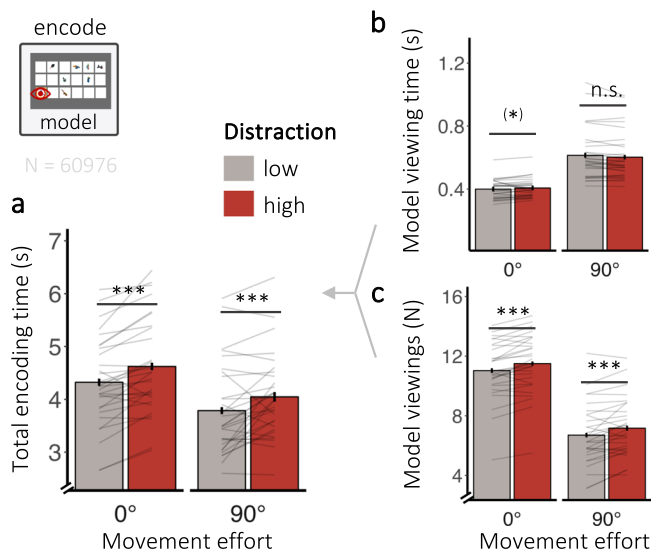 encode
model
N = 60976
Distraction
low
high
a
Total encoding time (s)
7
6
5
4
3
***
***
0°
90°
Movement effort
b
Model viewing time (s)
1.2
0.8
0.4
(*)
n.s.
0°
90°
c
Model viewings (N)
16
12
8
4
***
***
0°
90°
Movement effort